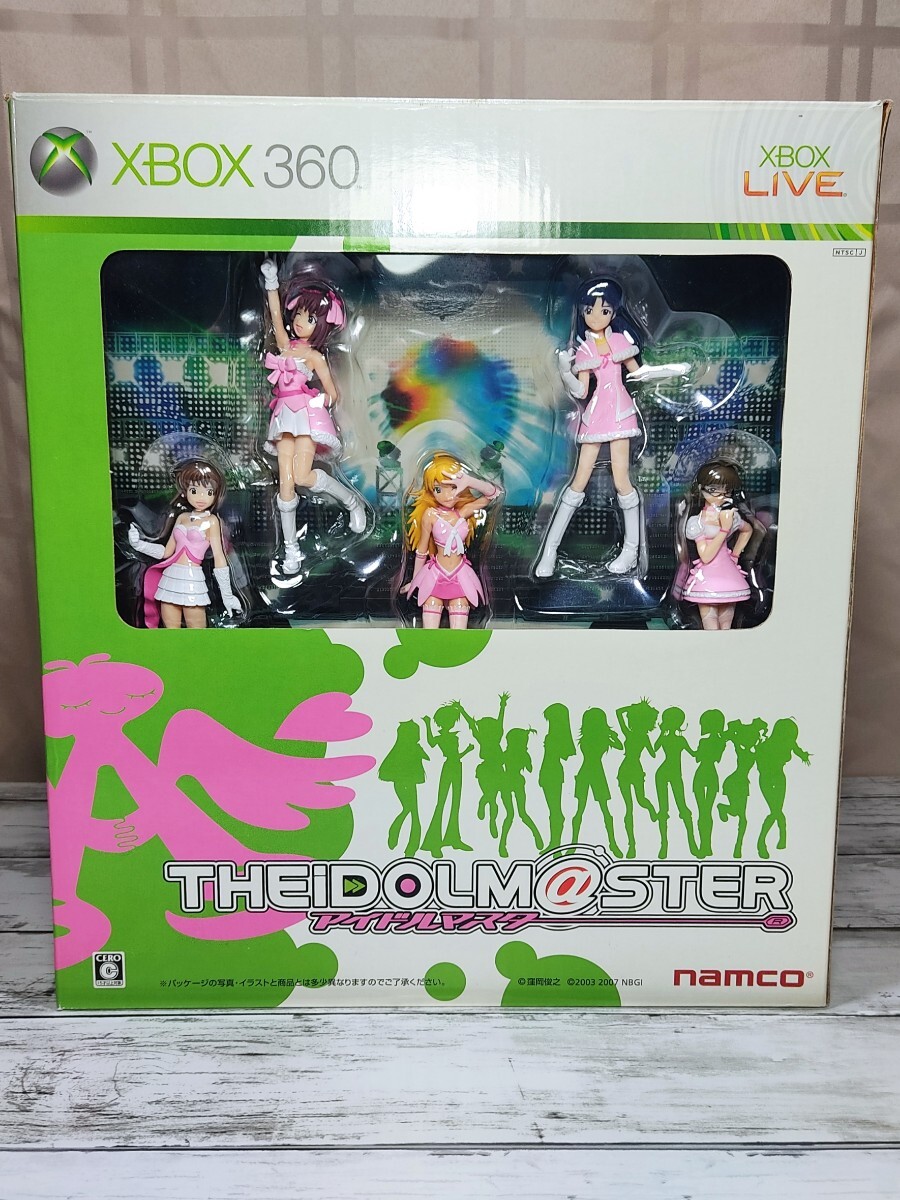 XBOX 360
XBOX
LIVE
NTSC J
THEiDOLM@STER
アイドルマスター
CERO
C
※パッケージの写真・イラストと商品とは多少異なりますのでご了承ください。
©窪岡俊之 ©2003 2007 NBGI
namco®